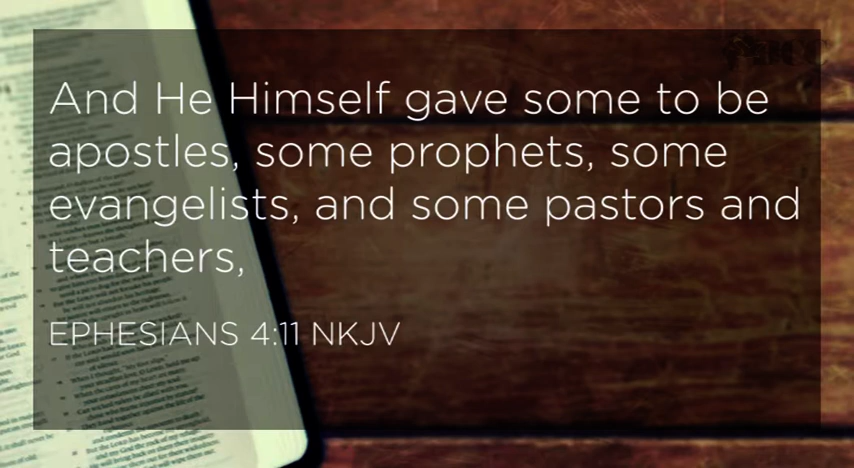 And He Himself gave some to be
apostles, some prophets, some
evangelists, and some pastors and
teachers,
EPHESIANS 4:11 NKJV